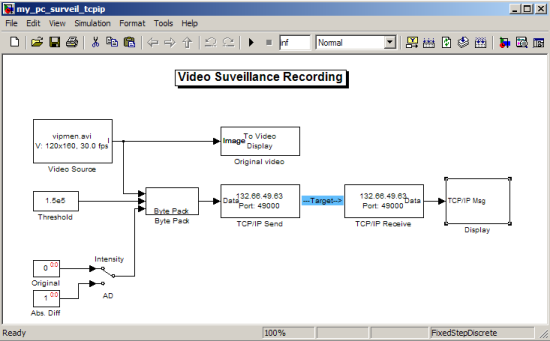 my_pc_surveil_tcpip
File Edit View Simulation Format Tools Help
inf Normal
Video Suveillance Recording
vipmen.avi
V: 120x160, 30.0 fps I
Video Source
Image To Video
Display
Original video
1.5e5
Threshold
Byte Pack
Byte Pack
132.66.49.63
Data Port: 49000
TCP/IP Send
---Target-->
132.66.49.63
Port: 49000 Data
TCP/IP Receive
TCP/IP Msg
Display
0
Original
Intensity
1
Abs. Diff
AD
Ready 100% FixedStepDiscrete